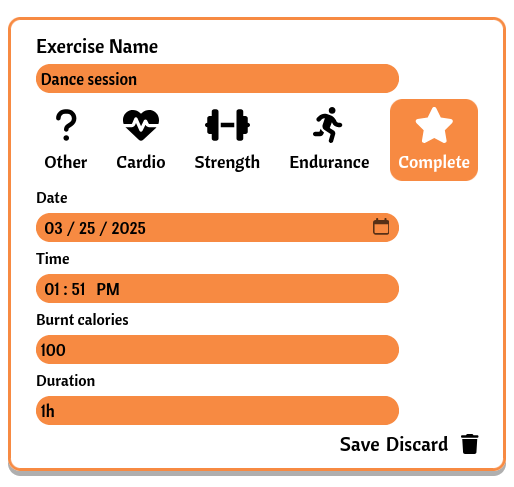 Exercise Name
Dance session
Other Cardio Strength Endurance Complete
Date
03 / 25 / 2025
Time
01 : 51 PM
Burnt calories
100
Duration
1h
Save Discard